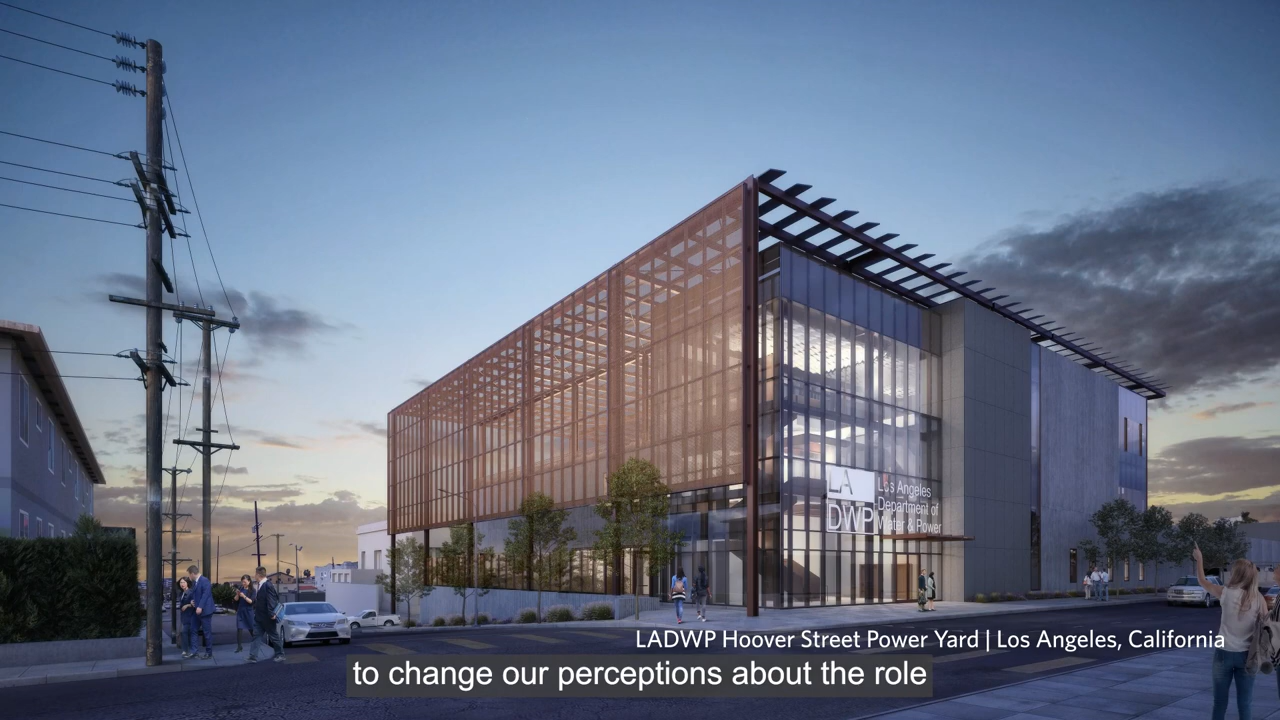 LA
DWP
Los Angeles
Department of
Water & Power
LADWP Hoover Street Power Yard | Los Angeles, California
to change our perceptions about the role